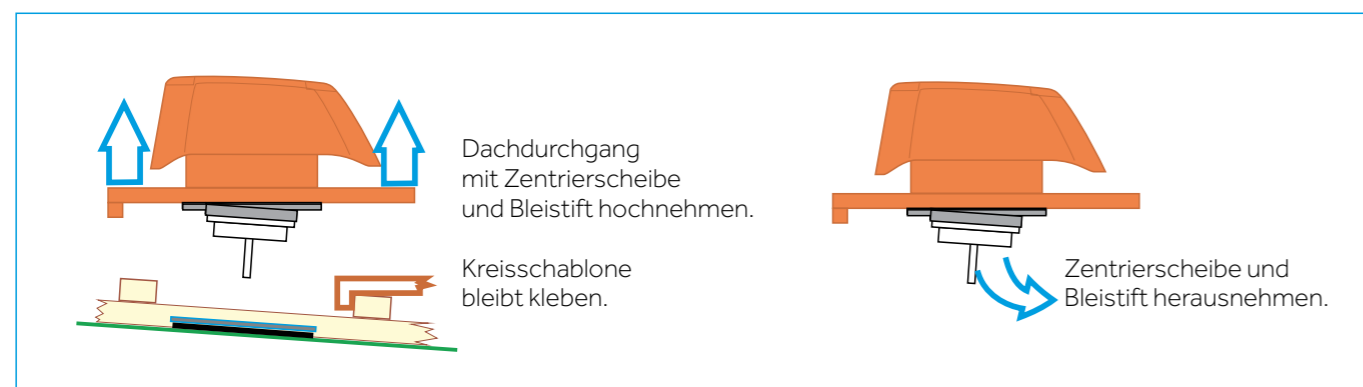 Dachdurchgang
mit Zentrierscheibe
und Bleistift hochnehmen.
Kreisschablone
bleibt kleben.
Zentrierscheibe und
Bleistift herausnehmen.